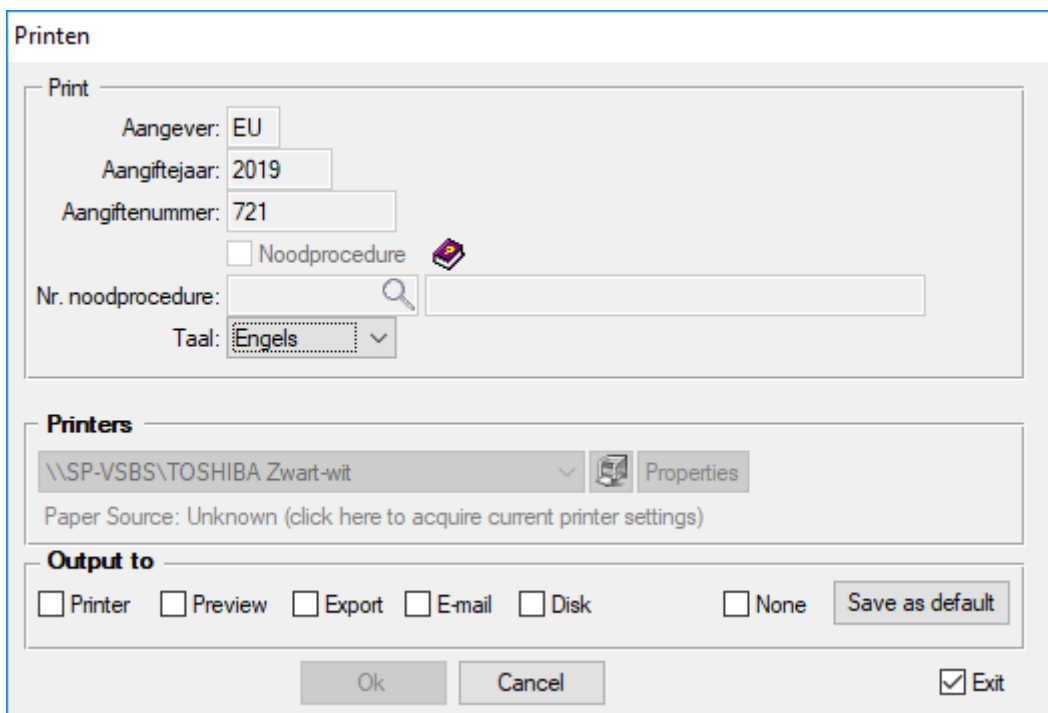 Printen
Print
Aangever: EU
Aangiftejaar: 2019
Aangiftenummer: 721
Noodprocedure
Nr. noodprocedure:
Taal: Engels
Printers
\\SP-VSBS\TOSHIBA Zwart-wit Properties
Paper Source: Unknown (click here to acquire current printer settings)
Output to
Printer Preview Export E-mail Disk None Save as default
Ok Cancel Exit